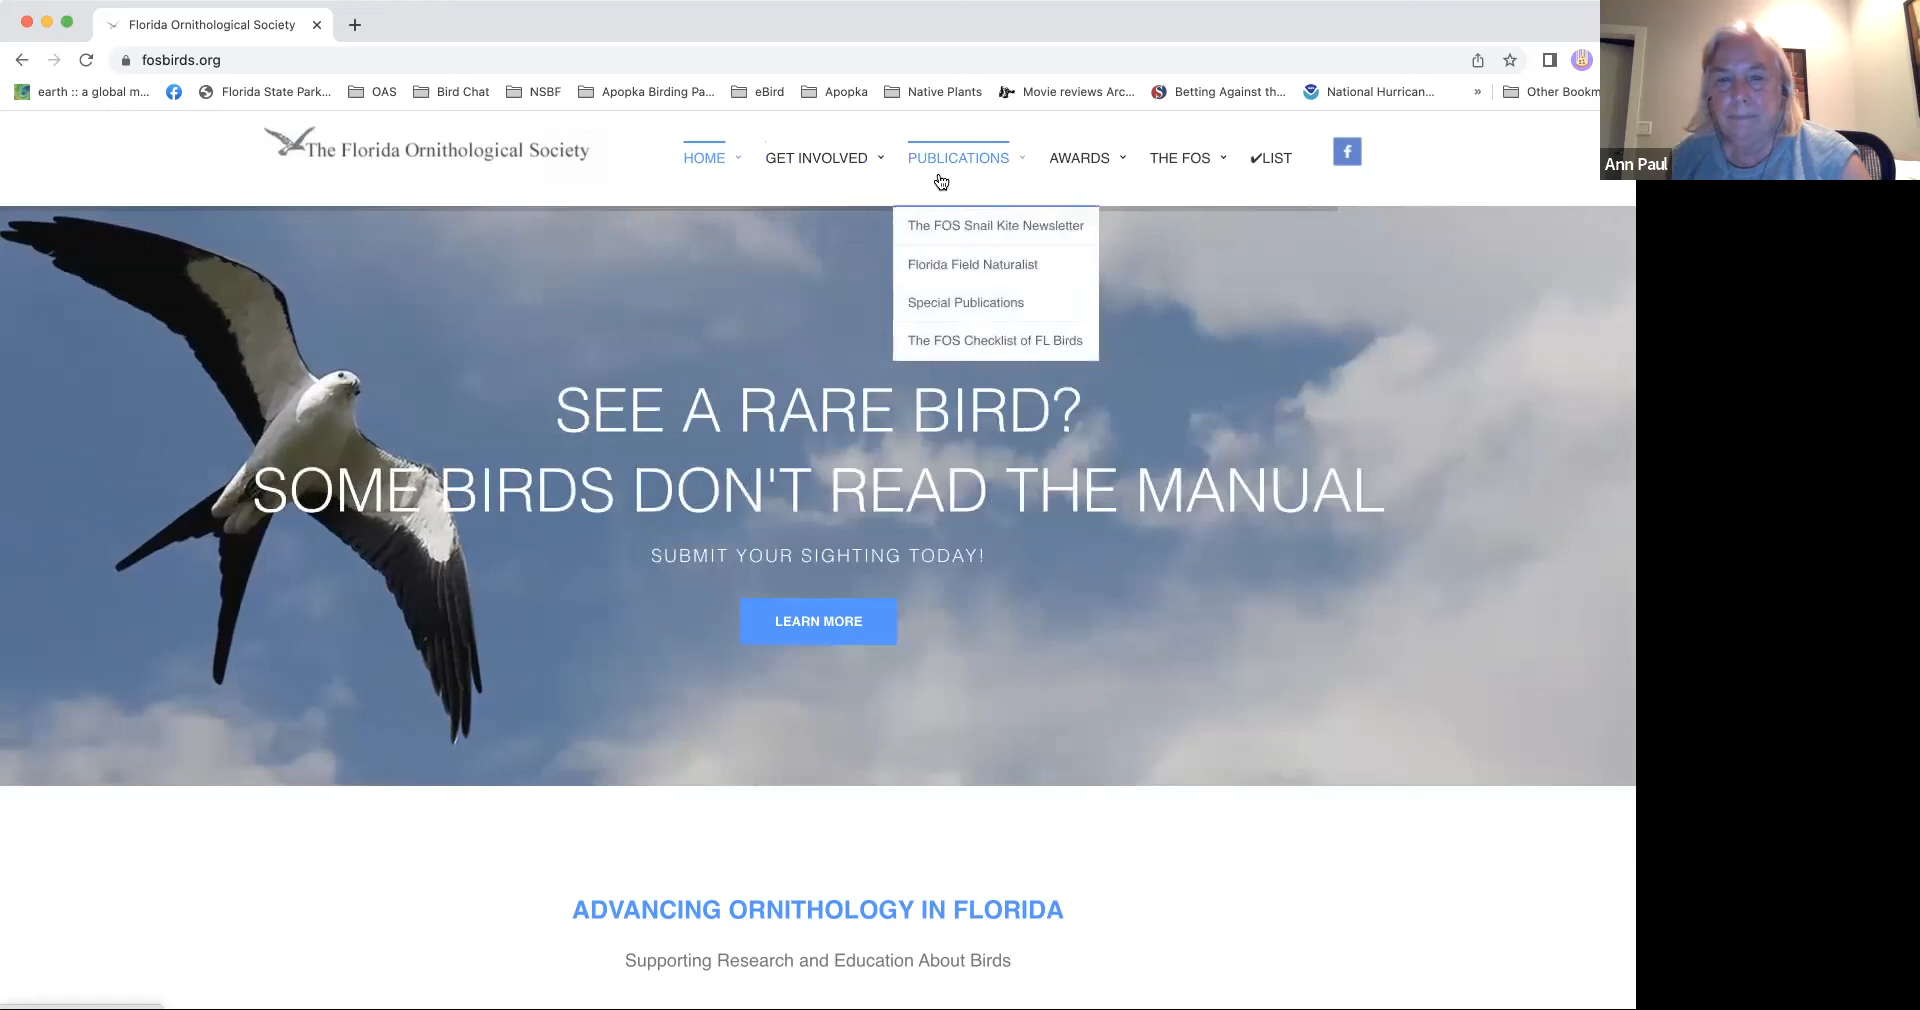 Florida Ornithological Society
fosbirds.org
earth :: a global m...
Florida State Park...
OAS
Bird Chat
NSBF
Apopka Birding Pa...
eBird
Apopka
Native Plants
Movie reviews Arc...
Betting Against th...
National Hurrican...
»
Other Bookm
Ann Paul
The Florida Ornithological Society
HOME
GET INVOLVED
PUBLICATIONS
AWARDS
THE FOS
✔LIST
f
The FOS Snail Kite Newsletter
Florida Field Naturalist
Special Publications
The FOS Checklist of FL Birds
SEE A RARE BIRD?
SOME BIRDS DON'T READ THE MANUAL
SUBMIT YOUR SIGHTING TODAY!
LEARN MORE
ADVANCING ORNITHOLOGY IN FLORIDA
Supporting Research and Education About Birds